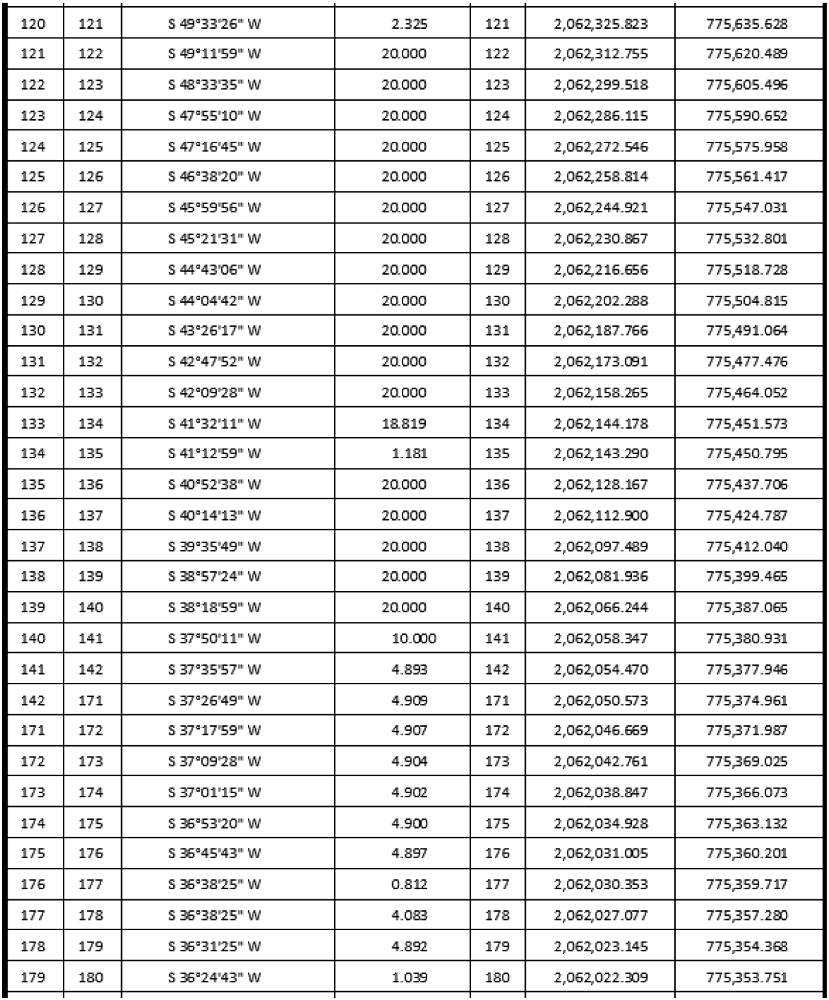 120 121 S 49°33'26" W 2.325 121 2,062,325.823 775,635.628
121 122 S 49°11'59" W 20.000 122 2,062,312.755 775,620.489
122 123 S 48°33'35" W 20.000 123 2,062,299.518 775,605.496
123 124 S 47°55'10" W 20.000 124 2,062,286.115 775,590.652
124 125 S 47°16'45" W 20.000 125 2,062,272.546 775,575.958
125 126 S 46°38'20" W 20.000 126 2,062,258.814 775,561.417
126 127 S 45°59'56" W 20.000 127 2,062,244.921 775,547.031
127 128 S 45°21'31" W 20.000 128 2,062,230.867 775,532.801
128 129 S 44°43'06" W 20.000 129 2,062,216.656 775,518.728
129 130 S 44°04'42" W 20.000 130 2,062,202.288 775,504.815
130 131 S 43°26'17" W 20.000 131 2,062,187.766 775,491.064
131 132 S 42°47'52" W 20.000 132 2,062,173.091 775,477.476
132 133 S 42°09'28" W 20.000 133 2,062,158.265 775,464.052
133 134 S 41°32'11" W 18.819 134 2,062,144.178 775,451.573
134 135 S 41°12'59" W 1.181 135 2,062,143.290 775,450.795
135 136 S 40°52'38" W 20.000 136 2,062,128.167 775,437.706
136 137 S 40°14'13" W 20.000 137 2,062,112.900 775,424.787
137 138 S 39°35'49" W 20.000 138 2,062,097.489 775,412.040
138 139 S 38°57'24" W 20.000 139 2,062,081.936 775,399.465
139 140 S 38°18'59" W 20.000 140 2,062,066.244 775,387.065
140 141 S 37°50'11" W 10.000 141 2,062,058.347 775,380.931
141 142 S 37°35'57" W 4.893 142 2,062,054.470 775,377.946
142 171 S 37°26'49" W 4.909 171 2,062,050.573 775,374.961
171 172 S 37°17'59" W 4.907 172 2,062,046.669 775,371.987
172 173 S 37°09'28" W 4.904 173 2,062,042.761 775,369.025
173 174 S 37°01'15" W 4.902 174 2,062,038.847 775,366.073
174 175 S 36°53'20" W 4.900 175 2,062,034.928 775,363.132
175 176 S 36°45'43" W 4.897 176 2,062,031.005 775,360.201
176 177 S 36°38'25" W 0.812 177 2,062,030.353 775,359.717
177 178 S 36°38'25" W 4.083 178 2,062,027.077 775,357.280
178 179 S 36°31'25" W 4.892 179 2,062,023.145 775,354.368
179 180 S 36°24'43" W 1.039 180 2,062,022.309 775,353.751